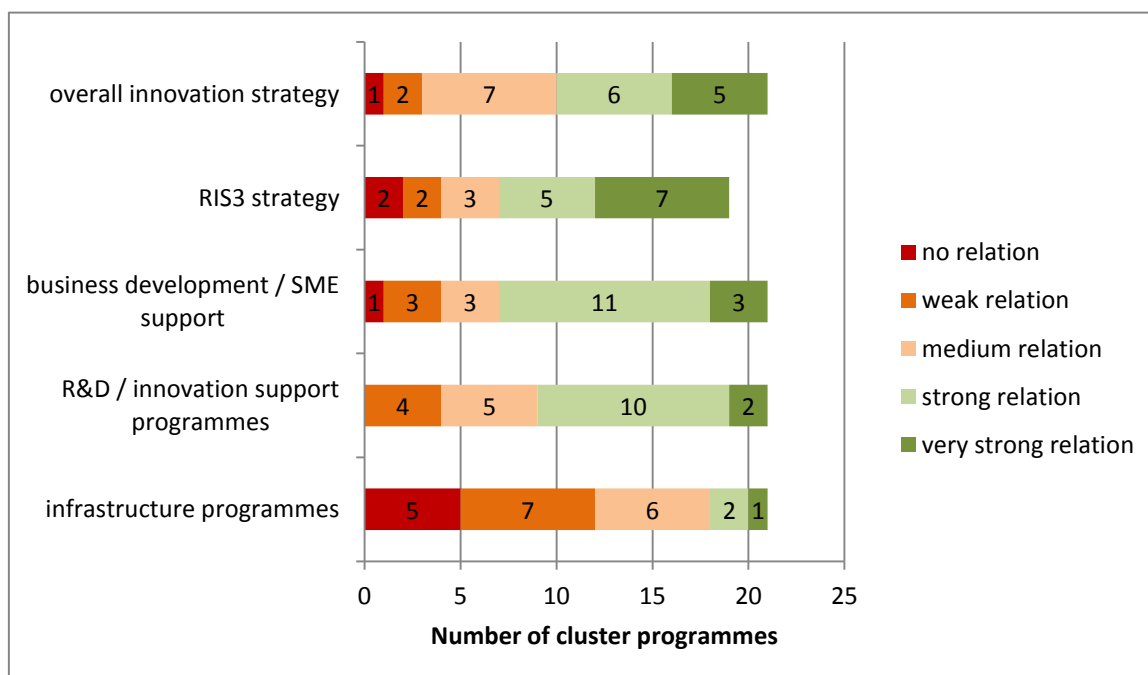 overall innovation strategy
1 2 7 6 5
RIS3 strategy
2 2 3 5 7
business development / SME
support
1 3 3 11 3
R&D / innovation support
programmes
4 5 10 2
infrastructure programmes
5 7 6 2 1
no relation
weak relation
medium relation
strong relation
very strong relation
0 5 10 15 20 25
Number of cluster programmes